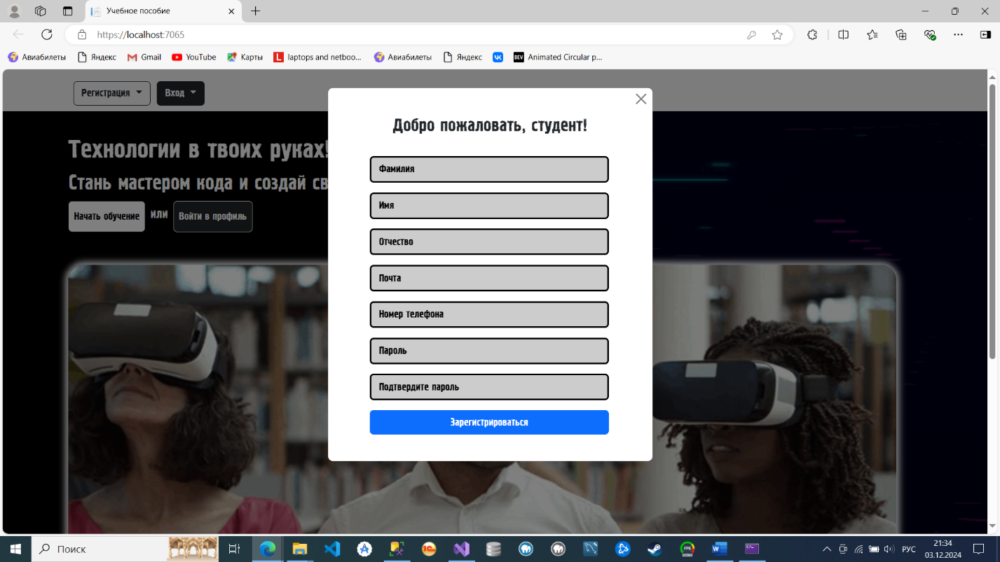 Учебное пособие
https://localhost:7065
Авиабилеты
Яндекс
Gmail
YouTube
Карты
L
laptops and netboo...
Авиабилеты
Яндекс
DEV
Animated Circular p...
Регистрация
Вход
Технологии в твоих руках!
Стань мастером кода и создай св
Начать обучение
или
Войти в профиль
Добро пожаловать, студент!
Фамилия
Имя
Отчество
Почта
Номер телефона
Пароль
Подтвердите пароль
Зарегистрироваться
Поиск
FPS
РУС
21:34
03.12.2024